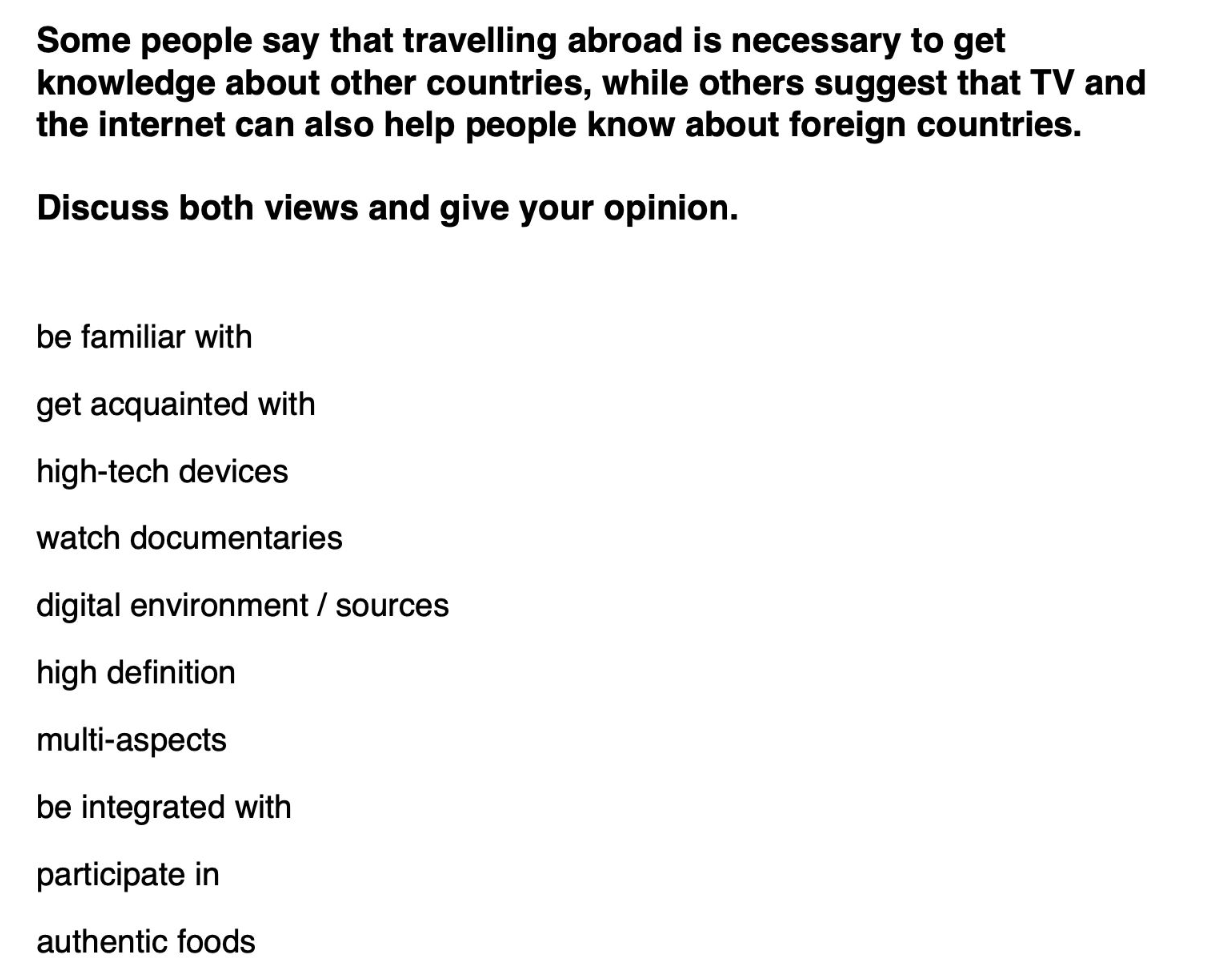 Some people say that travelling abroad is necessary to get
knowledge about other countries, while others suggest that TV and
the internet can also help people know about foreign countries.
Discuss both views and give your opinion.
be familiar with
get acquainted with
high-tech devices
watch documentaries
digital environment / sources
high definition
multi-aspects
be integrated with
participate in
authentic foods